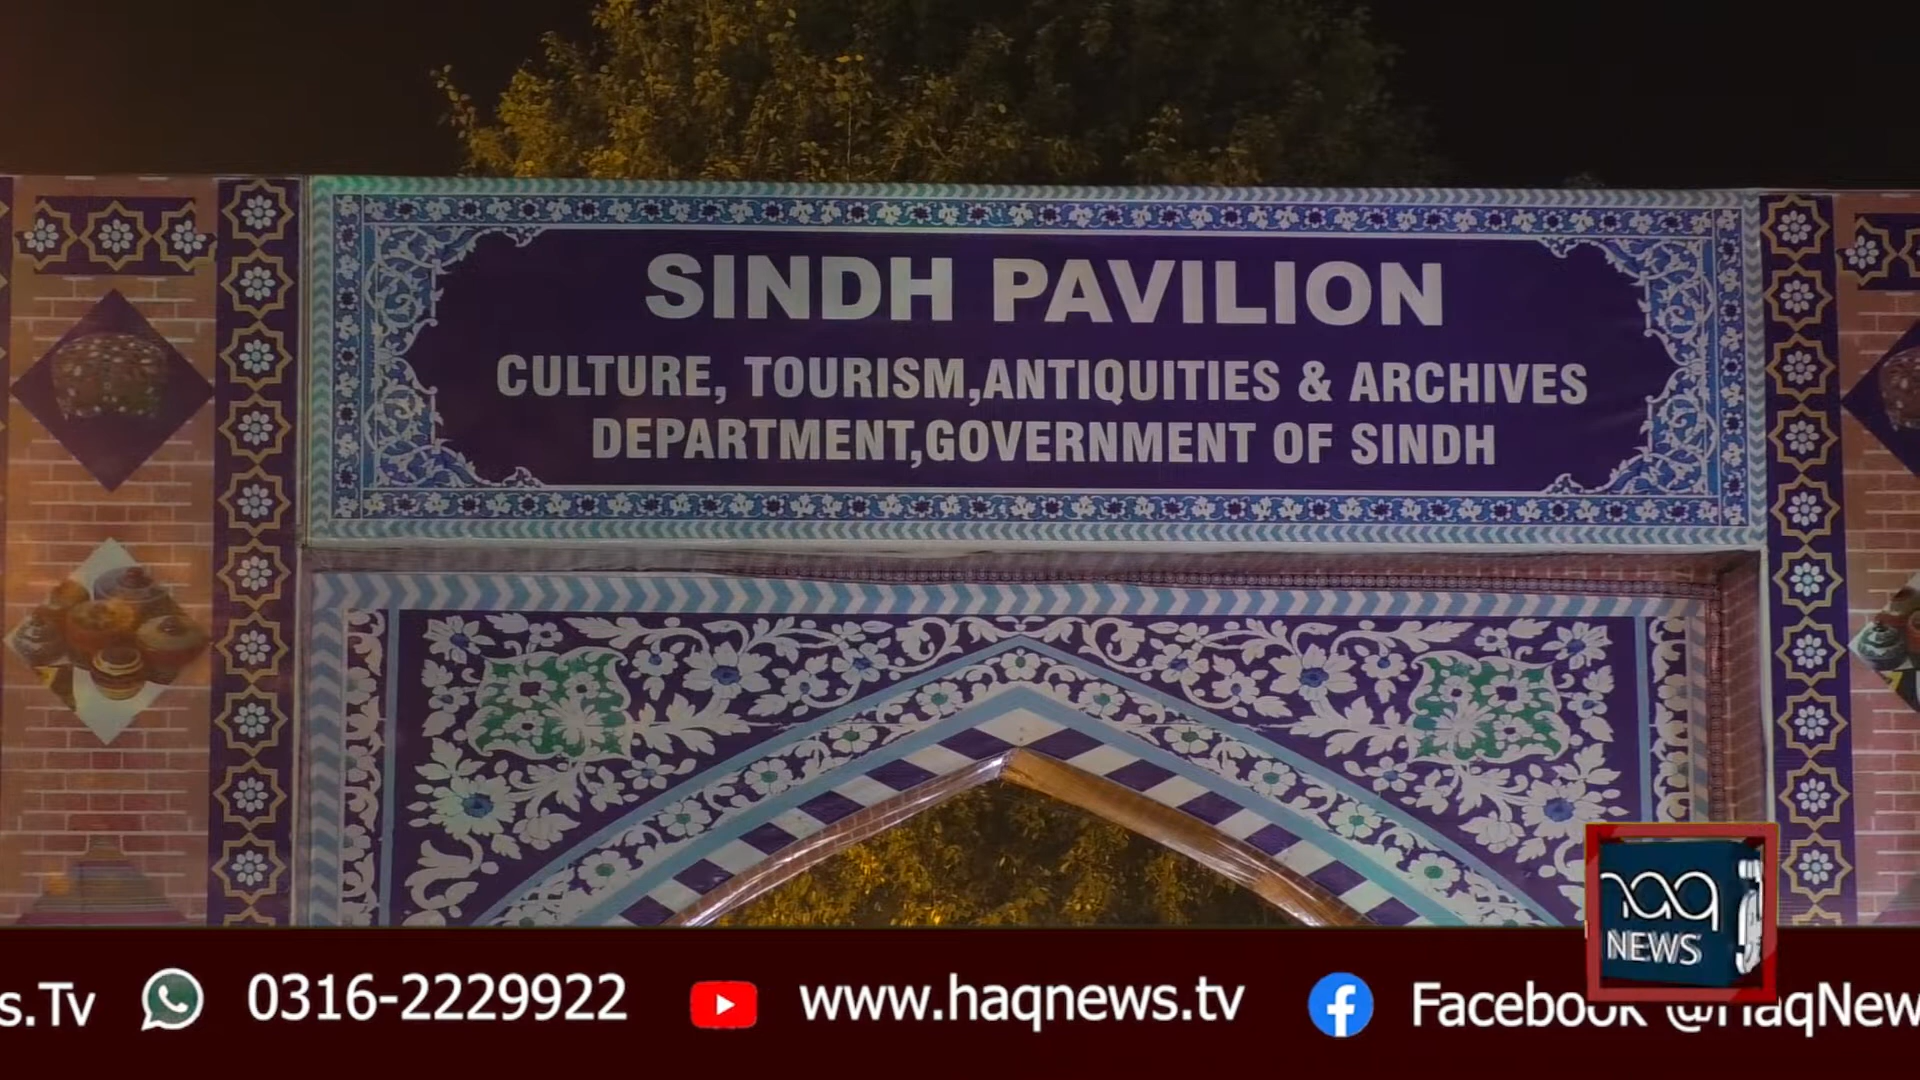 SINDH PAVILION
CULTURE, TOURISM,ANTIQUITIES & ARCHIVES
DEPARTMENT,GOVERNMENT OF SINDH
haq
NEWS
s.Tv 0316-2229922 www.haqnews.tv Facebook @HaqNew